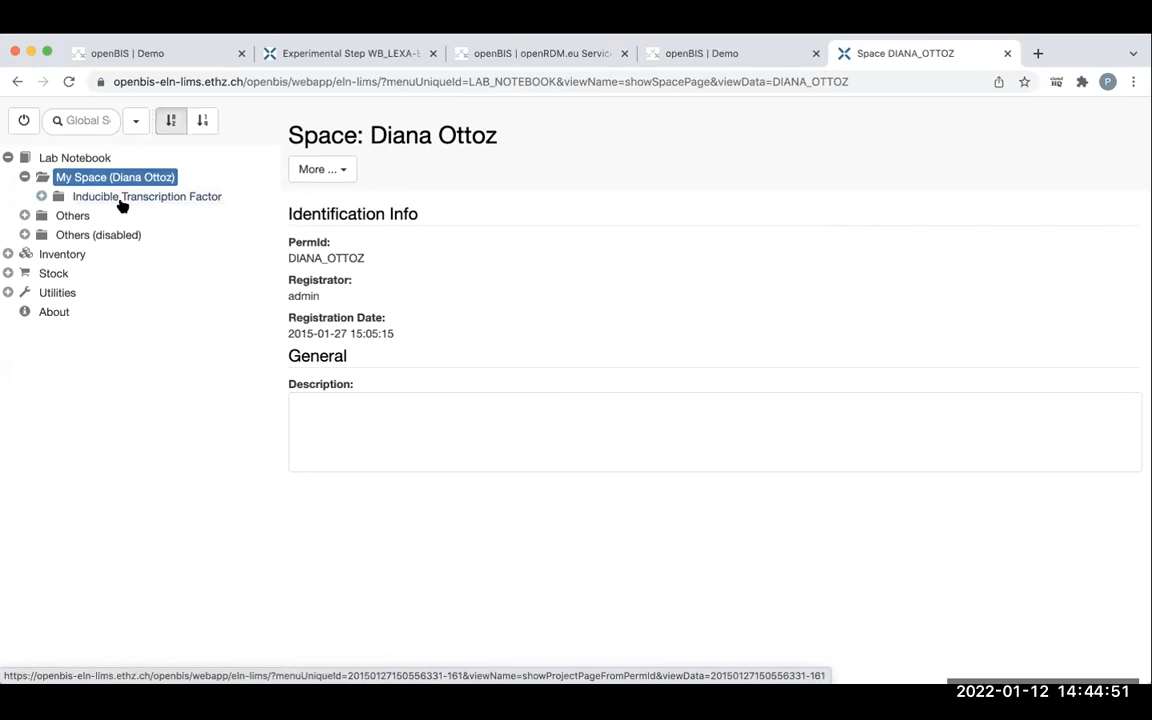 openBIS | Demo
Experimental Step WB_LEXA-E
openBIS | openRDM.eu Servic
openBIS | Demo
Space DIANA_OTTOZ
openbis-eln-lims.ethz.ch/openbis/webapp/eln-lims/?menuUniqueId=LAB_NOTEBOOK&viewName=showSpacePage&viewData=DIANA_OTTOZ
P
Global S
Lab Notebook
My Space (Diana Ottoz)
Inducible Transcription Factor
Others
Others (disabled)
Inventory
Stock
Utilities
About
Space: Diana Ottoz
More ...
Identification Info
PermId:
DIANA_OTTOZ
Registrator:
admin
Registration Date:
2015-01-27 15:05:15
General
Description:
https://openbis-eln-lims.ethz.ch/openbis/webapp/eln-lims/?menuUniqueId=20150127150556331-161&viewName=showProjectPageFromPermId&viewData=20150127150556331-161
2022-01-12 14:44:51